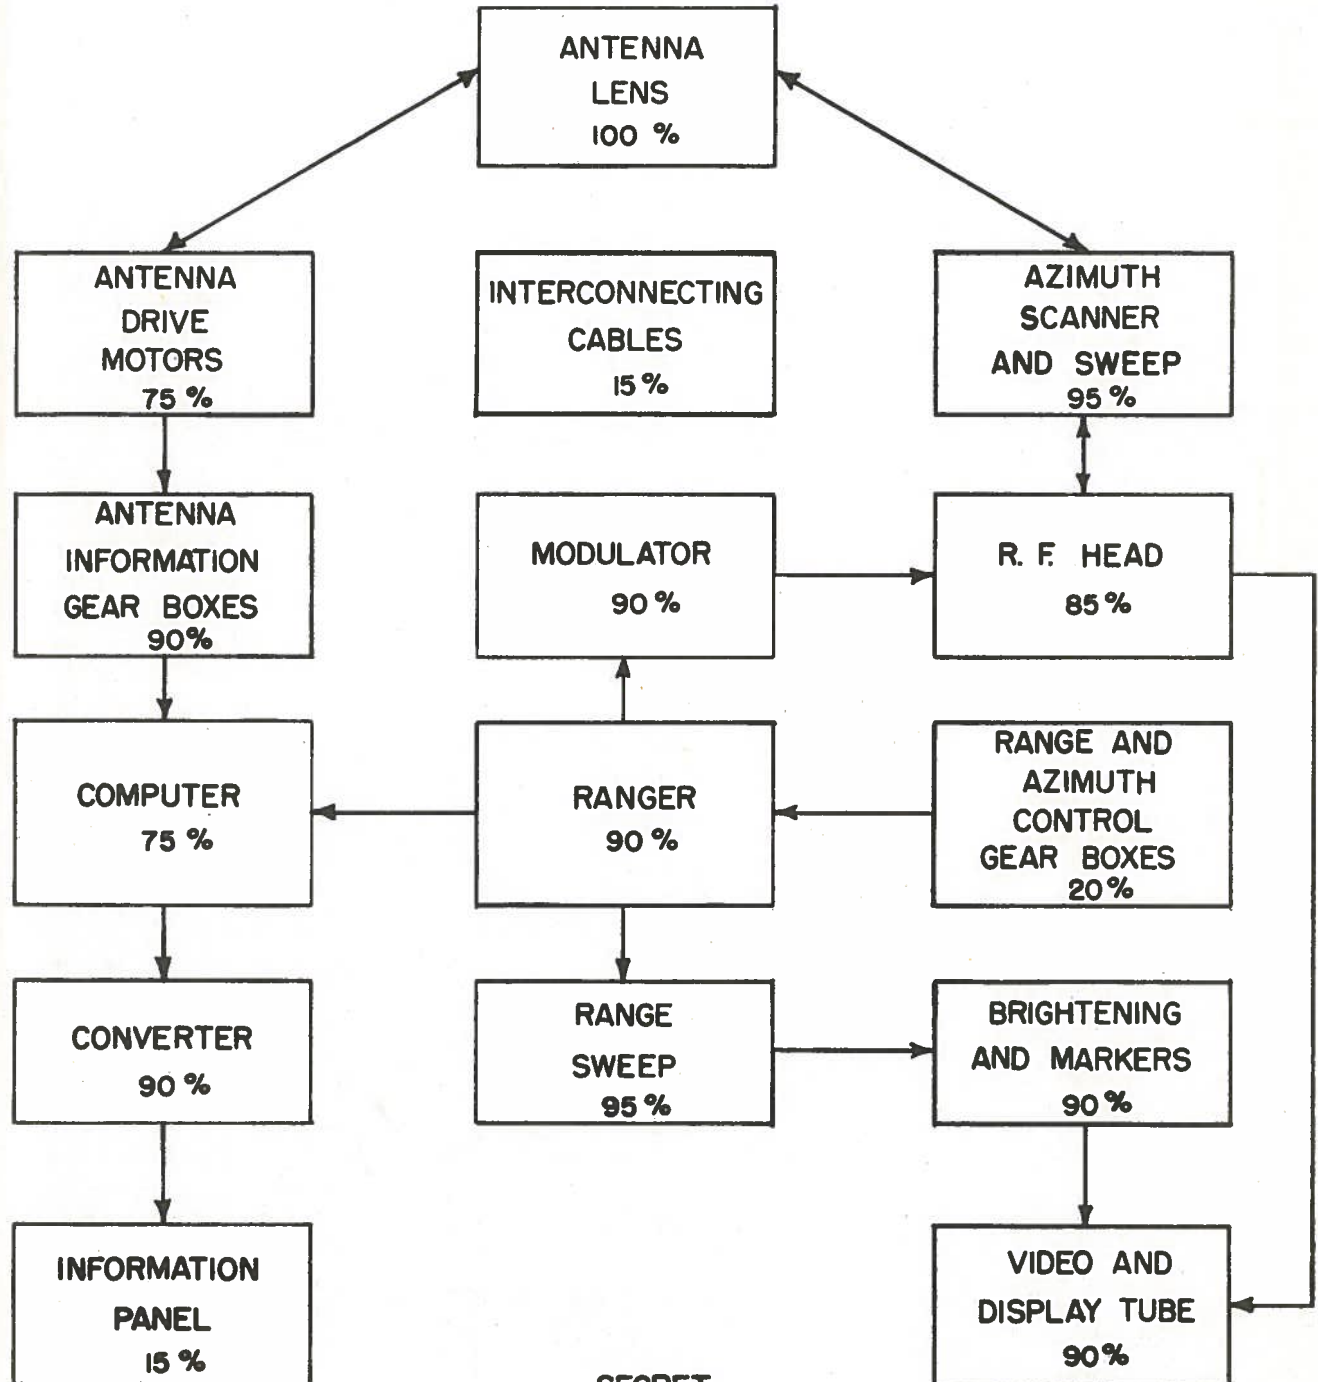 ANTENNA
LENS
100 %
ANTENNA
DRIVE
MOTORS
75 %
INTERCONNECTING
CABLES
15 %
AZIMUTH
SCANNER
AND SWEEP
95 %
ANTENNA
INFORMATION
GEAR BOXES
90%
MODULATOR
90 %
R. F. HEAD
85 %
COMPUTER
75 %
RANGER
90 %
RANGE AND
AZIMUTH
CONTROL
GEAR BOXES
20 %
CONVERTER
90 %
RANGE
SWEEP
95 %
BRIGHTENING
AND MARKERS
90 %
INFORMATION
PANEL
15 %
VIDEO AND
DISPLAY TUBE
90 %
SECRET